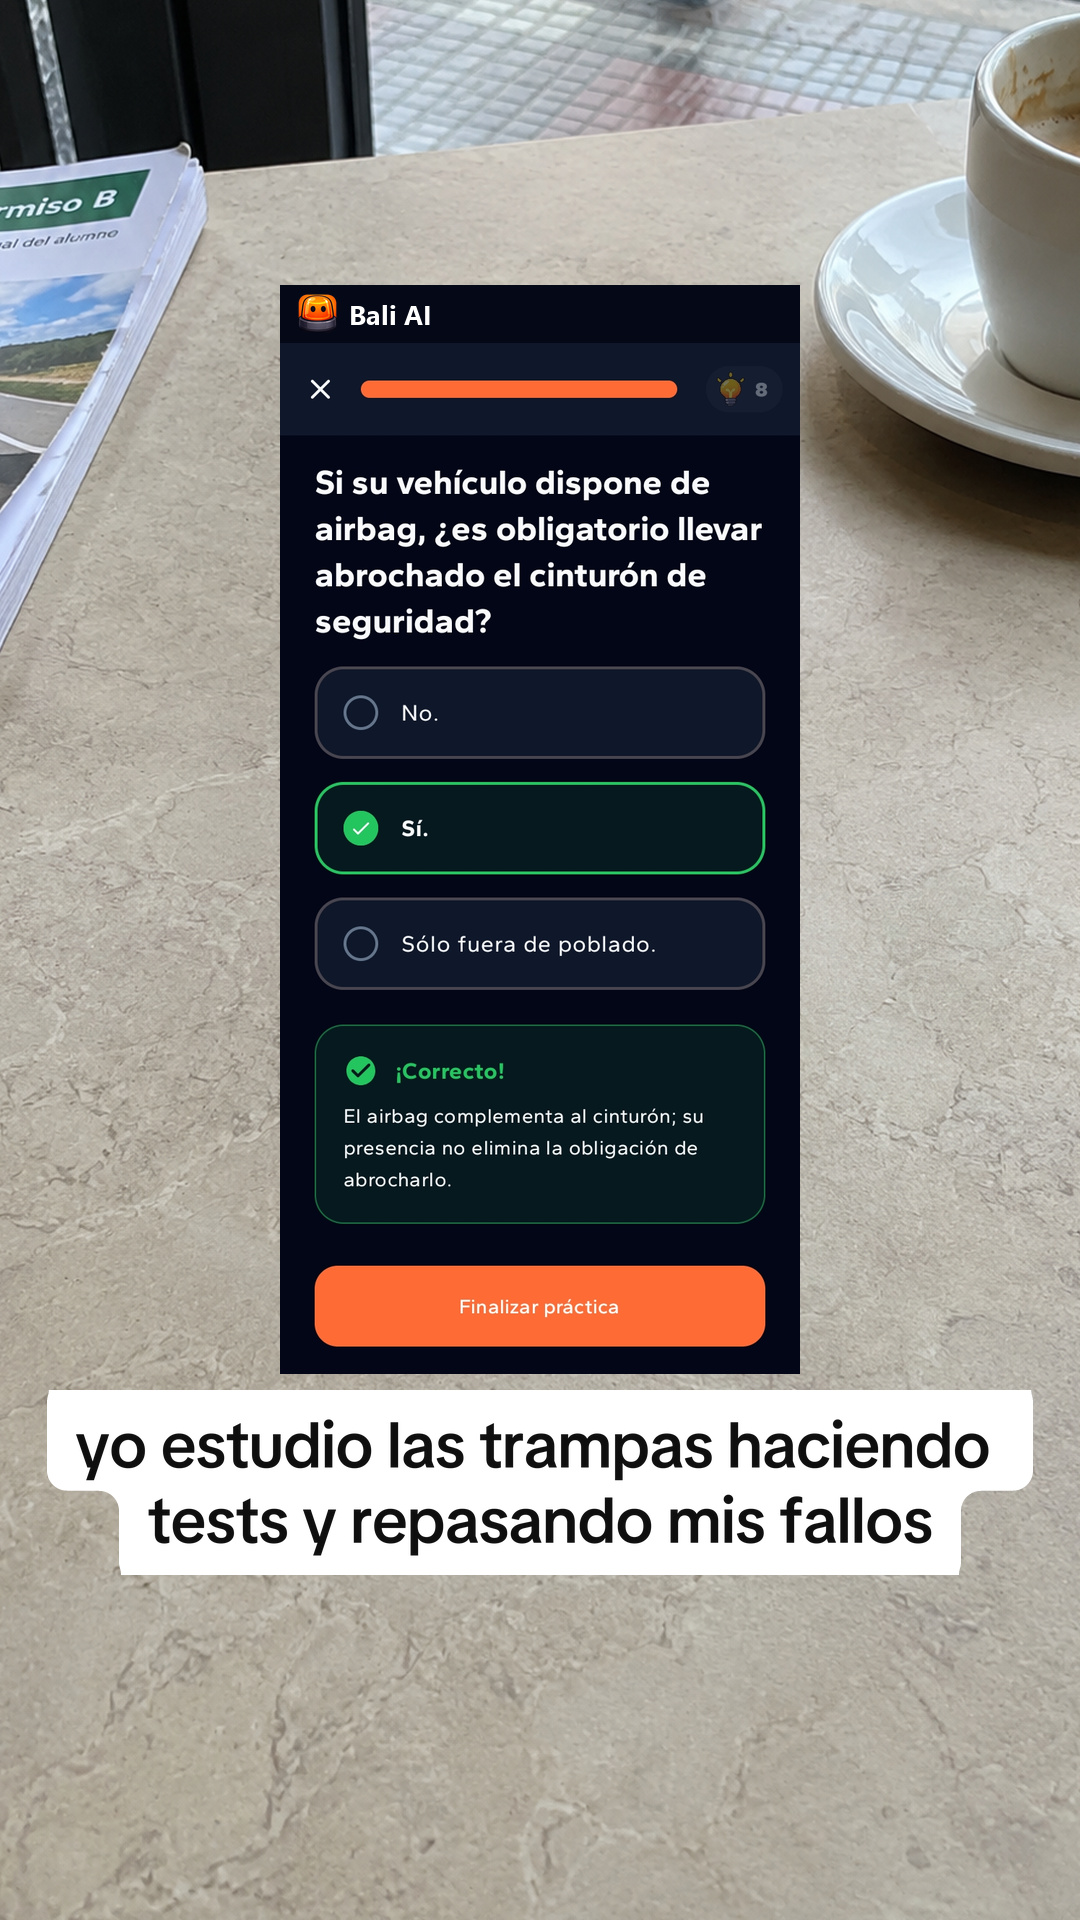 rmiso B
al del alumno
Bali AI
8
Si su vehículo dispone de
airbag, ¿es obligatorio llevar
abrochado el cinturón de
seguridad?
No.
Sí.
Sólo fuera de poblado.
¡Correcto!
El airbag complementa al cinturón; su
presencia no elimina la obligación de
abrocharlo.
Finalizar práctica
yo estudio las trampas haciendo
tests y repasando mis fallos